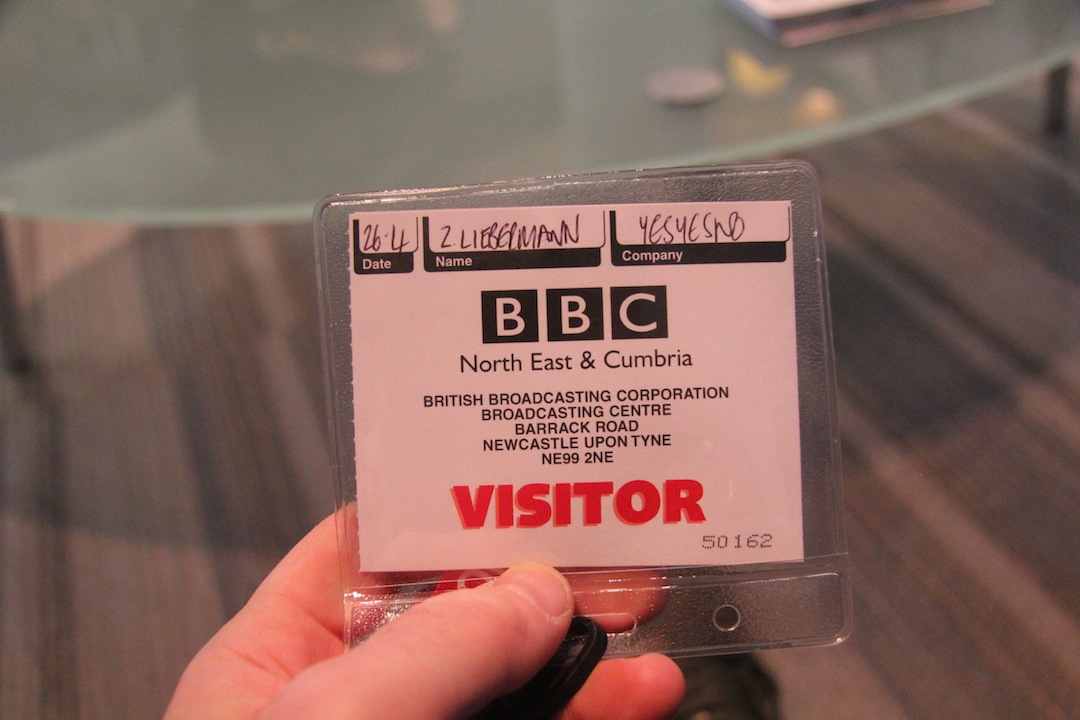 26.4 Z. LIEBERMANN YESYESNO
Date Name Company
BBC
North East & Cumbria
BRITISH BROADCASTING CORPORATION
BROADCASTING CENTRE
BARRACK ROAD
NEWCASTLE UPON TYNE
NE99 2NE
VISITOR
50162